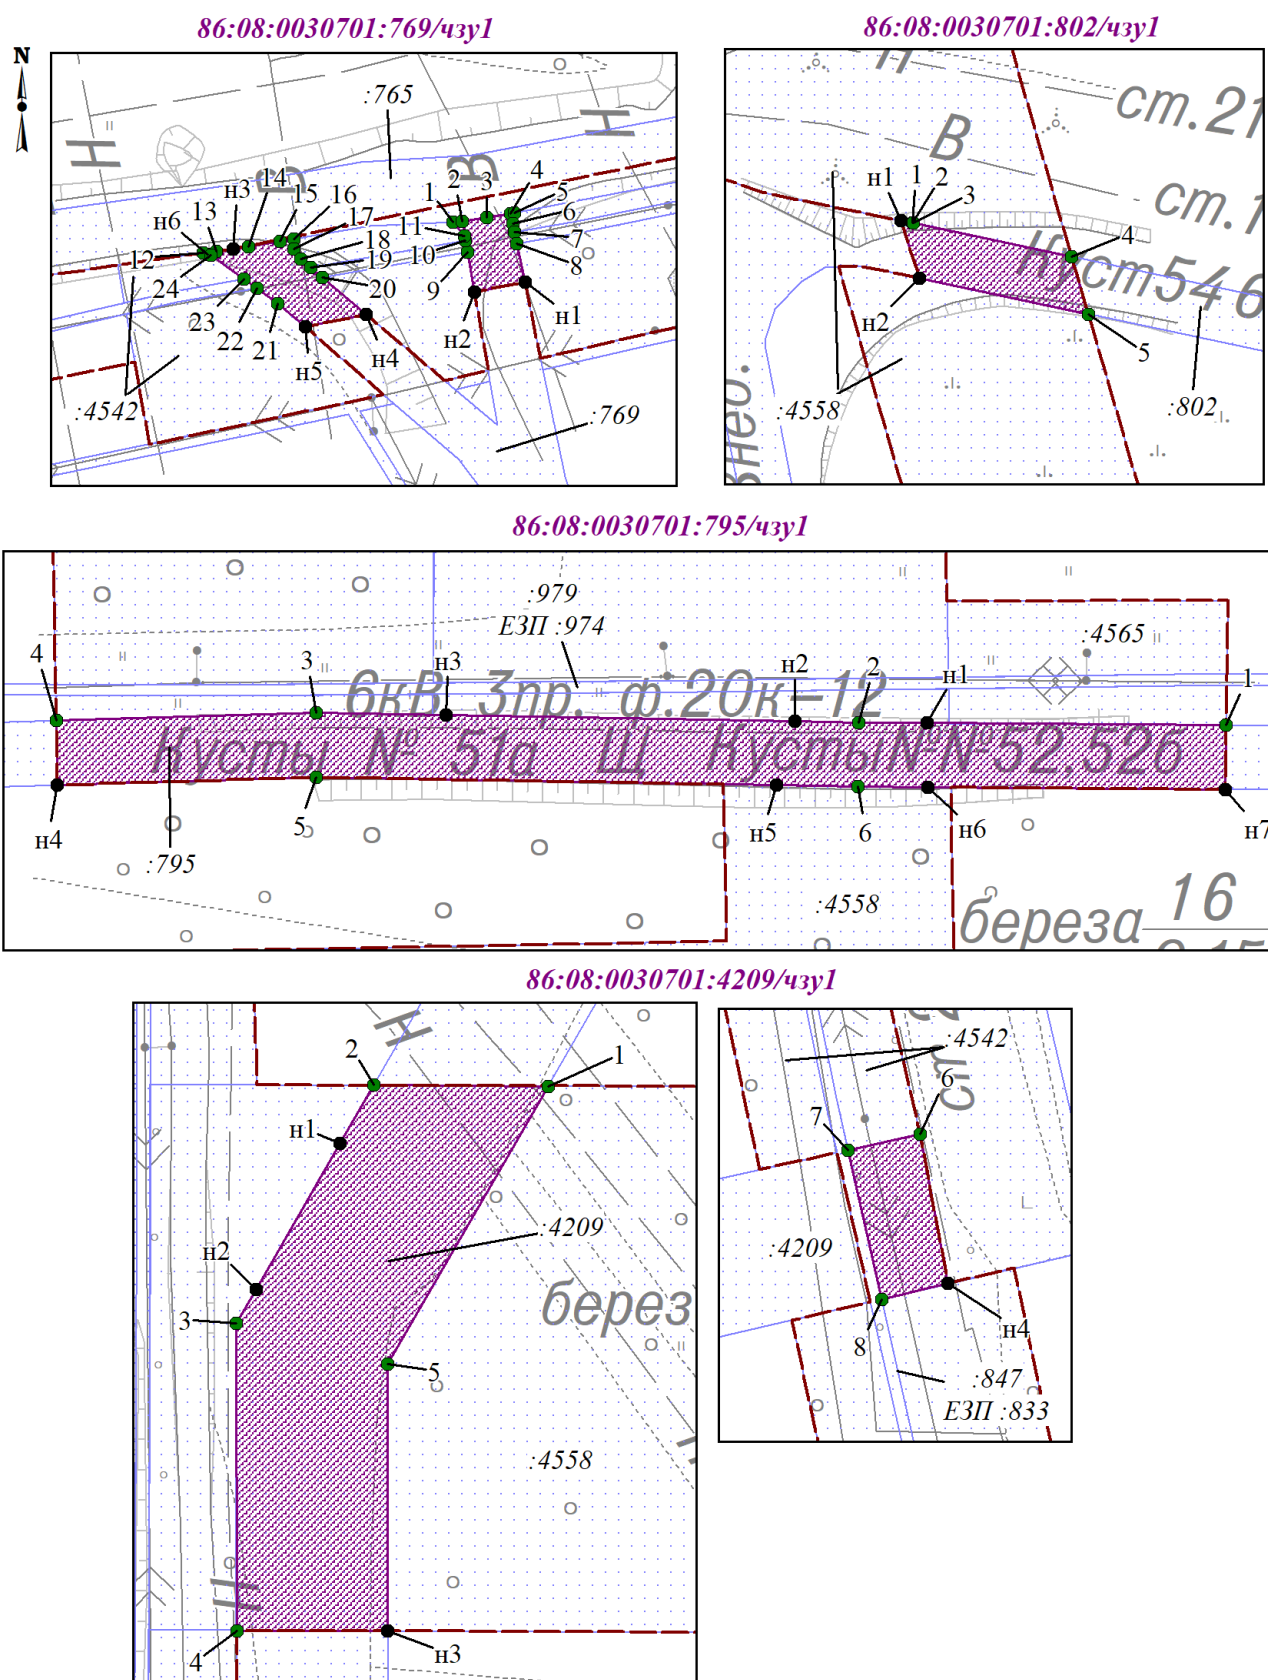 86:08:0030701:769/чзу1
86:08:0030701:802/чзу1
N
:765
Н
В
В
Н
н6
13
н3
14
15
16
17
18
19
20
12
24
23
22
21
н5
н4
1
2
3
4
5
6
7
8
11
10
9
н2
н1
:4542
:769
Н
В
ст.21
ст.1
Куст546
н1
1
2
3
4
н2
5
:4558
:802
86:08:0030701:795/чзу1
:979
ЕЗП :974
:4565
4
3
н3
н2
2
н1
1
6кВ 3пр. ф.20к-12
Кусты № 51а Щ Кусты№№52.52б
н4
5
н5
6
н6
н7
:795
:4558
береза 16
86:08:0030701:4209/чзу1
Н
2
1
н1
:4209
н2
3
берез
5
:4558
Н
4
н3
:4542
6
7
:4209
8
н4
:847
ЕЗП :833